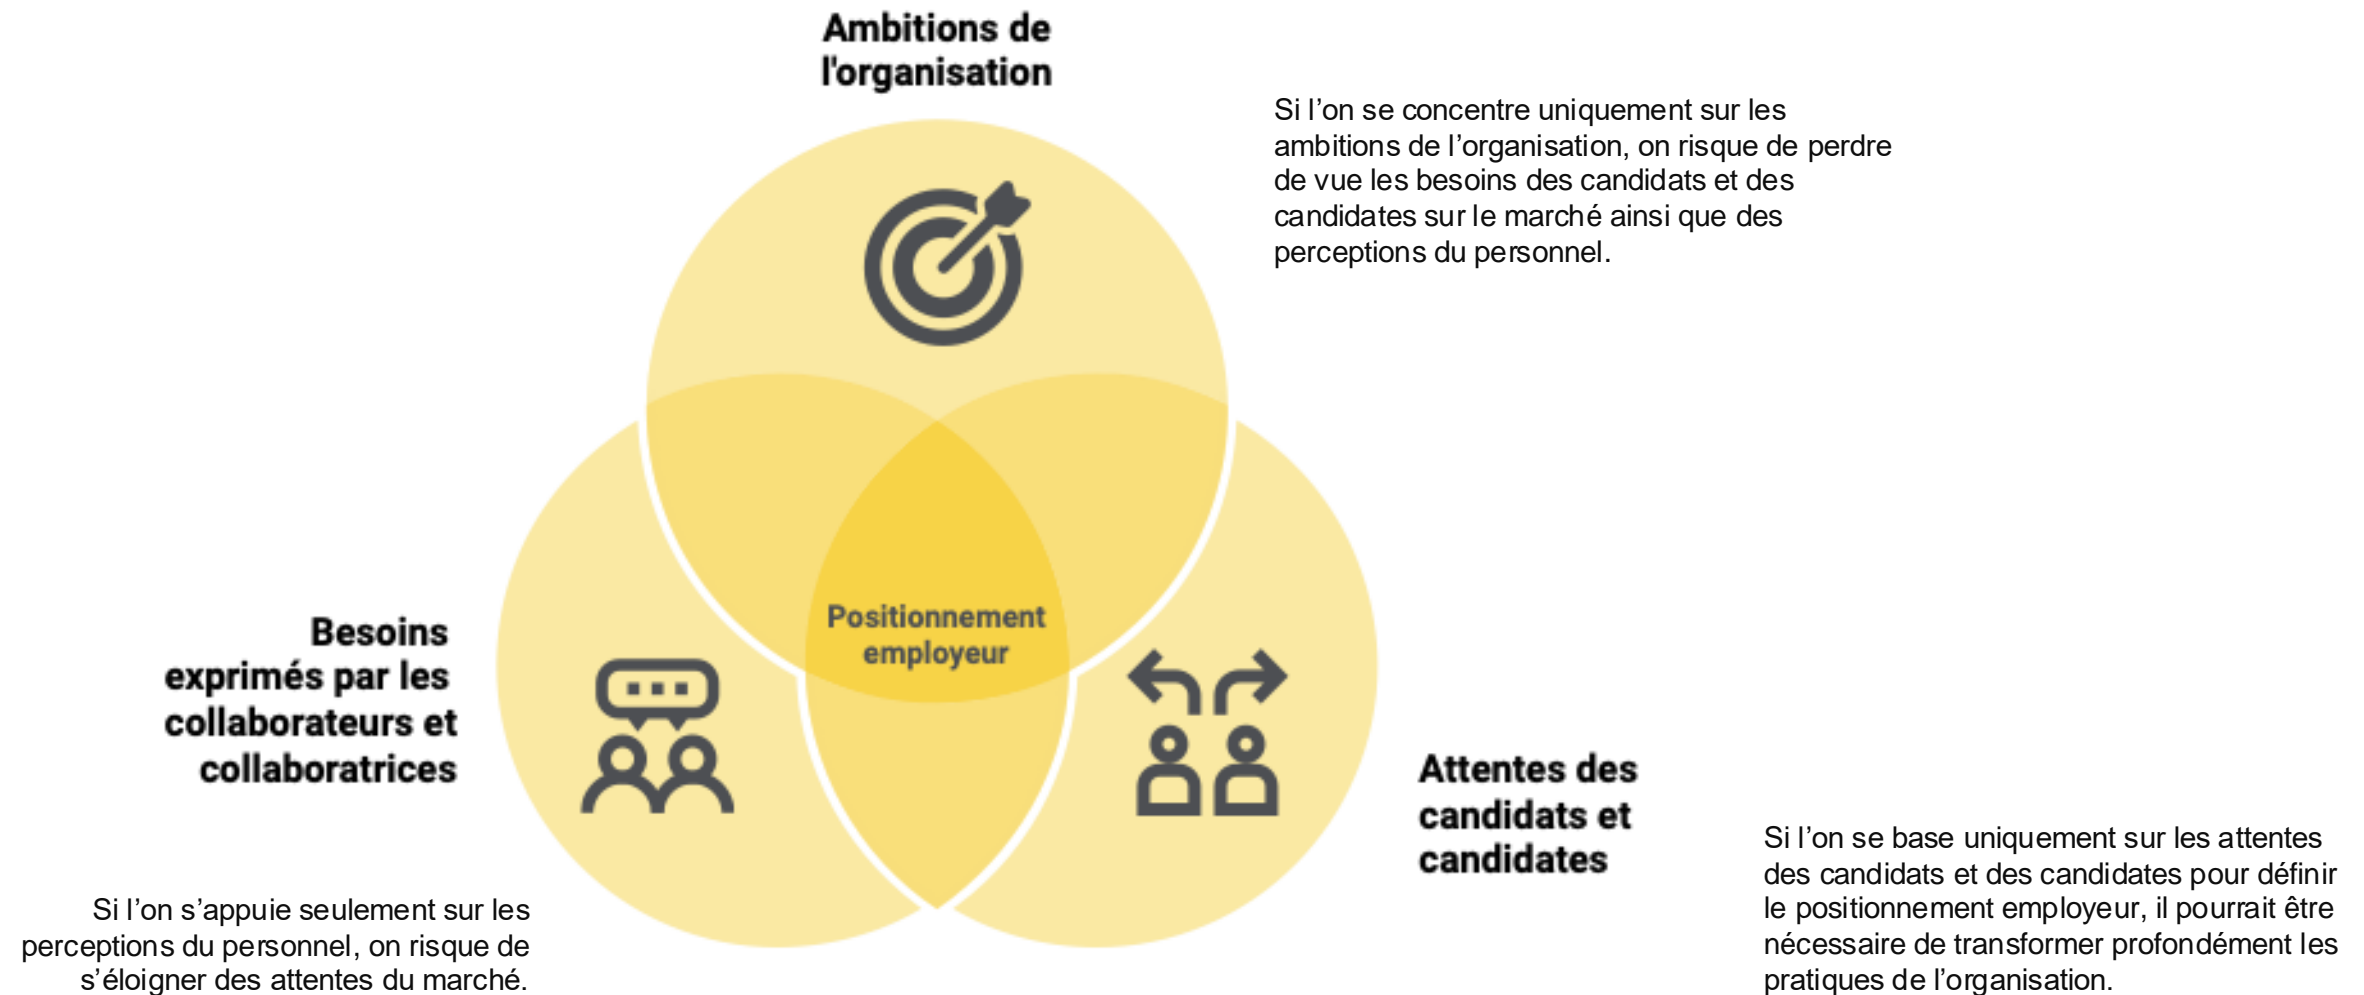 Ambitions de
l'organisation
Si l’on se concentre uniquement sur les
ambitions de l’organisation, on risque de perdre
de vue les besoins des candidats et des
candidates sur le marché ainsi que des
perceptions du personnel.
Positionnement
employeur
Besoins
exprimés par les
collaborateurs et
collaboratrices
Attentes des
candidats et
candidates
Si l’on s’appuie seulement sur les
perceptions du personnel, on risque de
s’éloigner des attentes du marché.
Si l’on se base uniquement sur les attentes
des candidats et des candidates pour définir
le positionnement employeur, il pourrait être
nécessaire de transformer profondément les
pratiques de l’organisation.